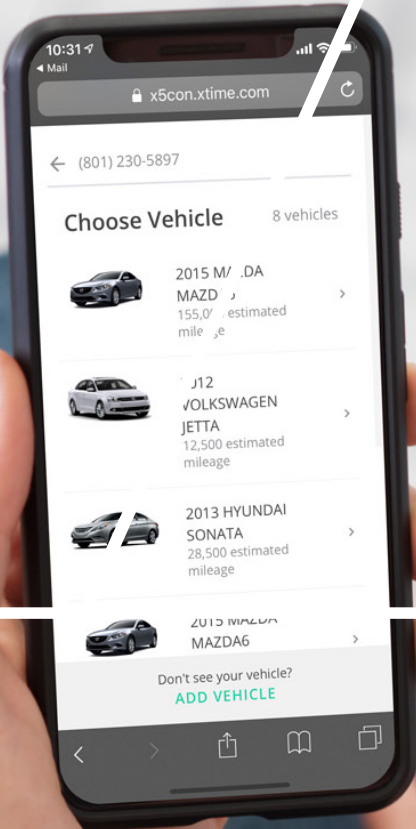 10:31
Mail
x5con.xtime.com
(801) 230-5897
Choose Vehicle
8 vehicles
2015
estimated
VOLKSWAGEN
JETTA
12,500 estimated
mileage
2013 HYUNDAI
SONATA
28,500 estimated
mileage
2015 MAZDA
MAZDA6
Don't see your vehicle?
ADD VEHICLE